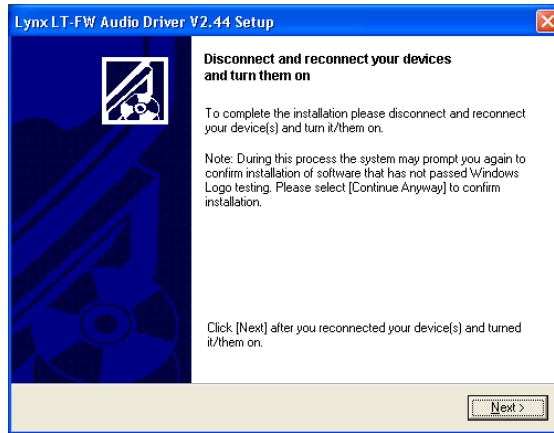 Lynx LT-FW Audio Driver V2.44 Setup
Disconnect and reconnect your devices
and turn them on
To complete the installation please disconnect and reconnect
your device(s) and turn it/them on.
Note: During this process the system may prompt you again to
confirm installation of software that has not passed Windows
Logo testing. Please select [Continue Anyway] to confirm
installation.
Click [Next] after you reconnected your device(s) and turned
it/them on.
Next >